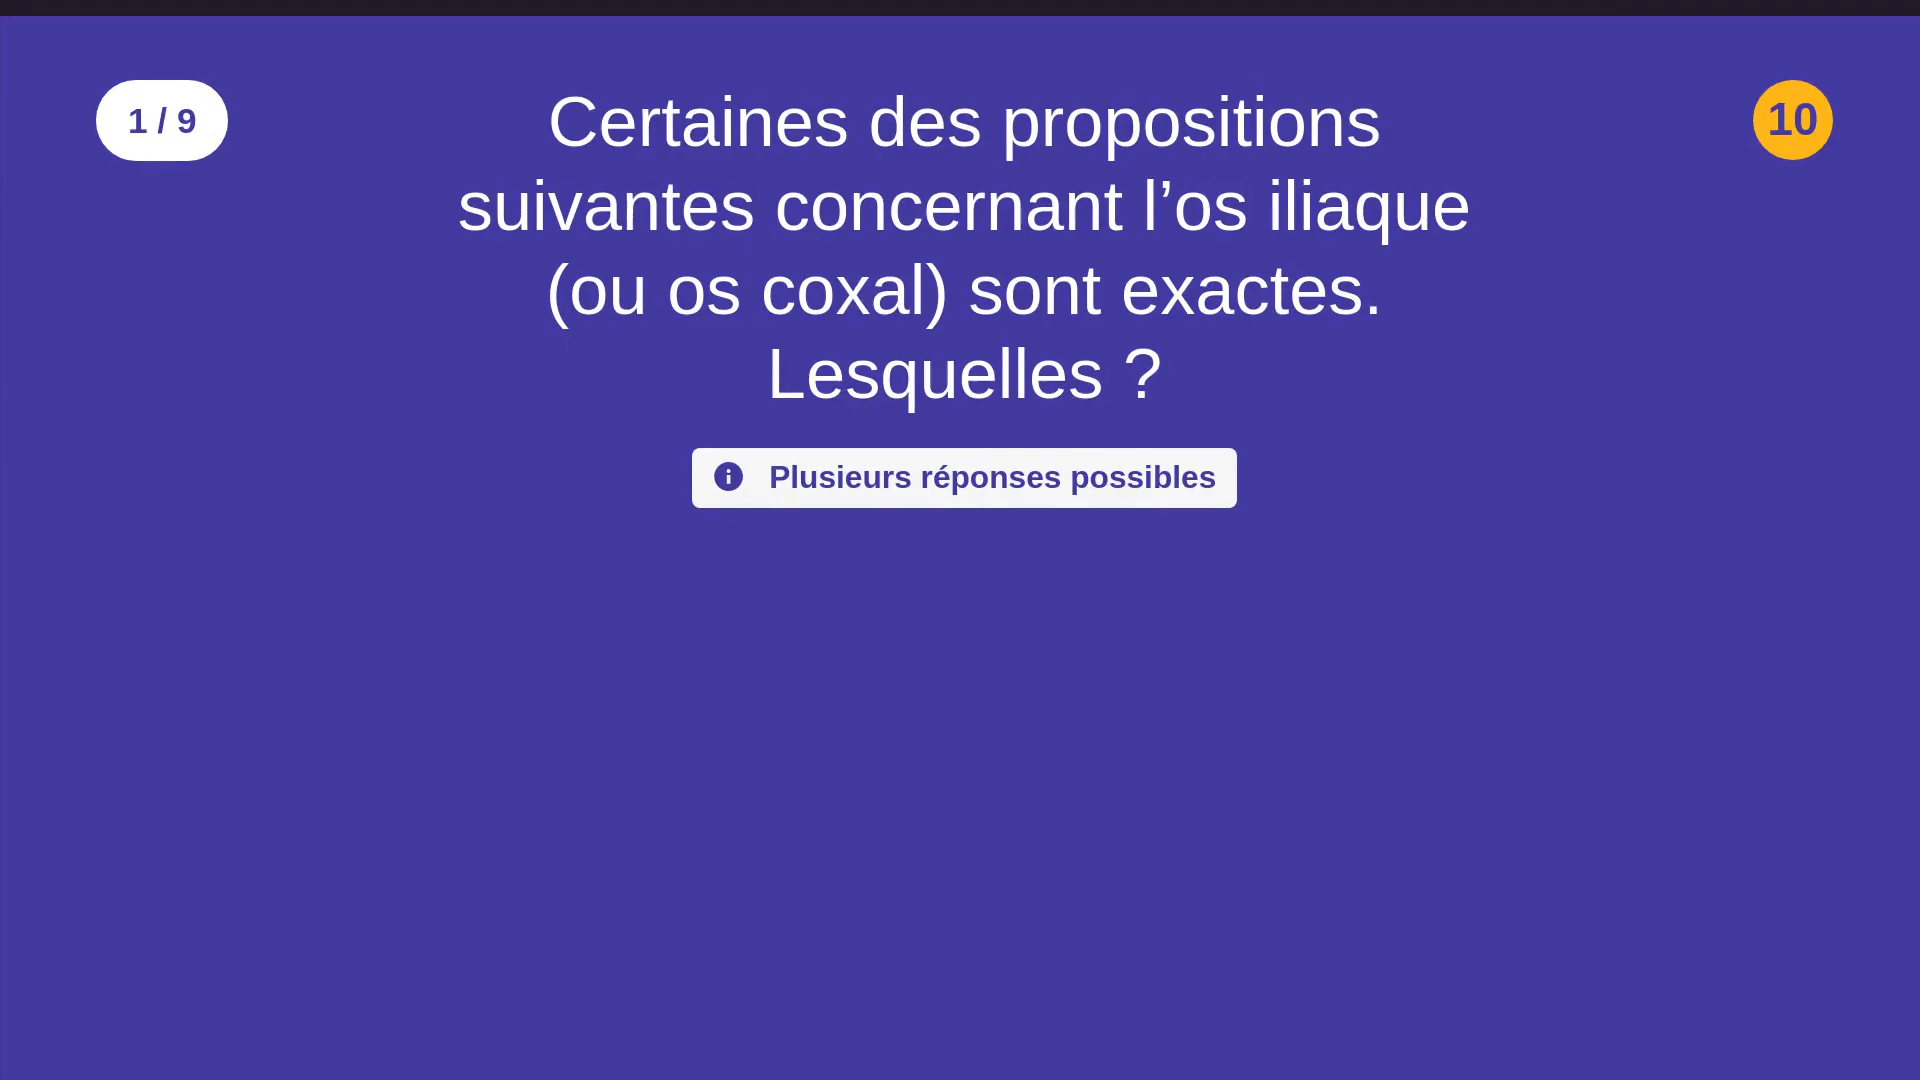 1 / 9
Certaines des propositions
suivantes concernant l’os iliaque
(ou os coxal) sont exactes.
Lesquelles ?
10
Plusieurs réponses possibles